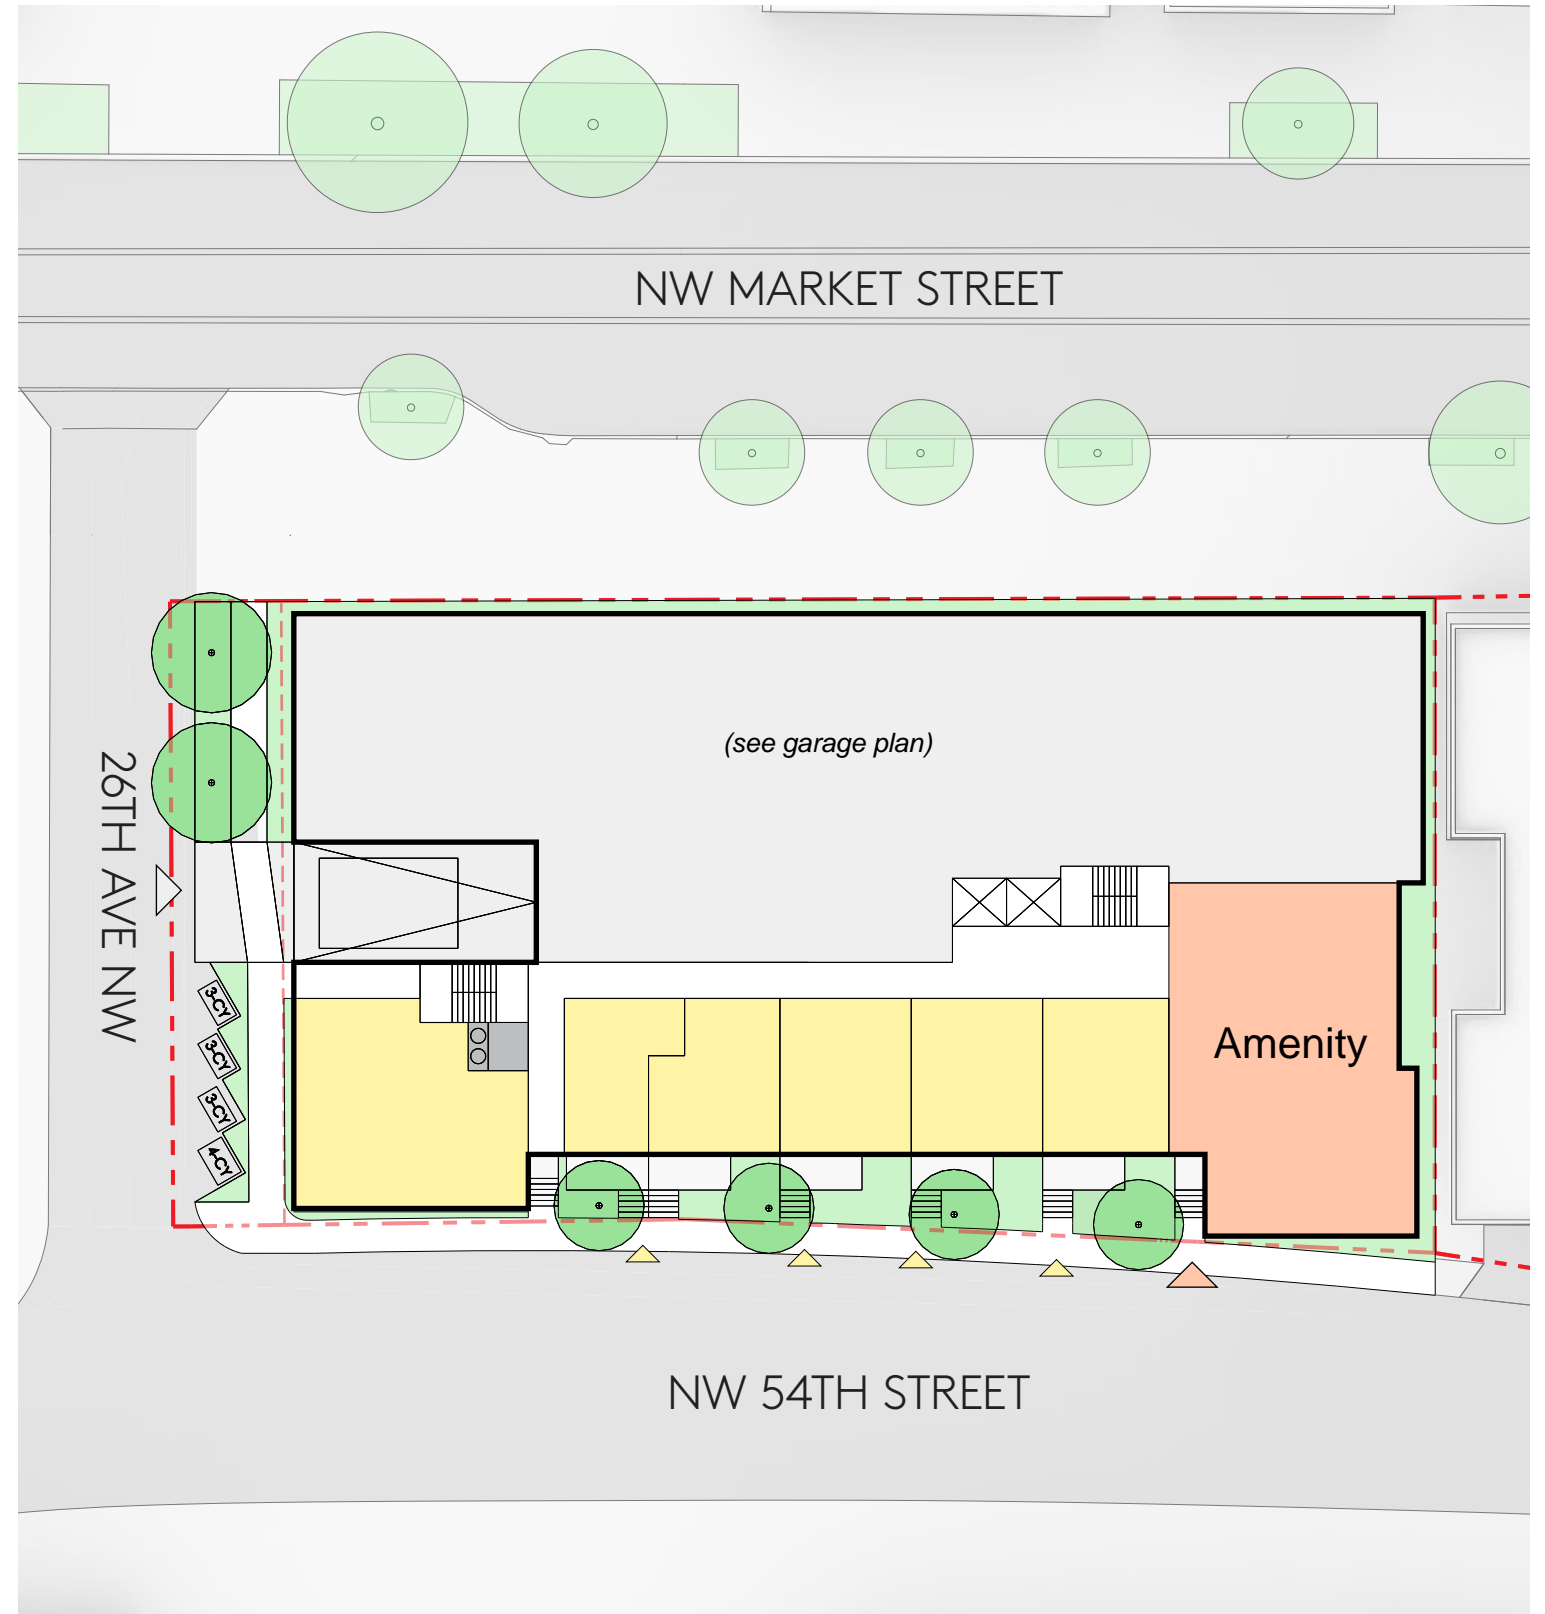 NW MARKET STREET
(see garage plan)
26TH AVE NW
3-CY
3-CY
3-CY
4-CY
Amenity
NW 54TH STREET